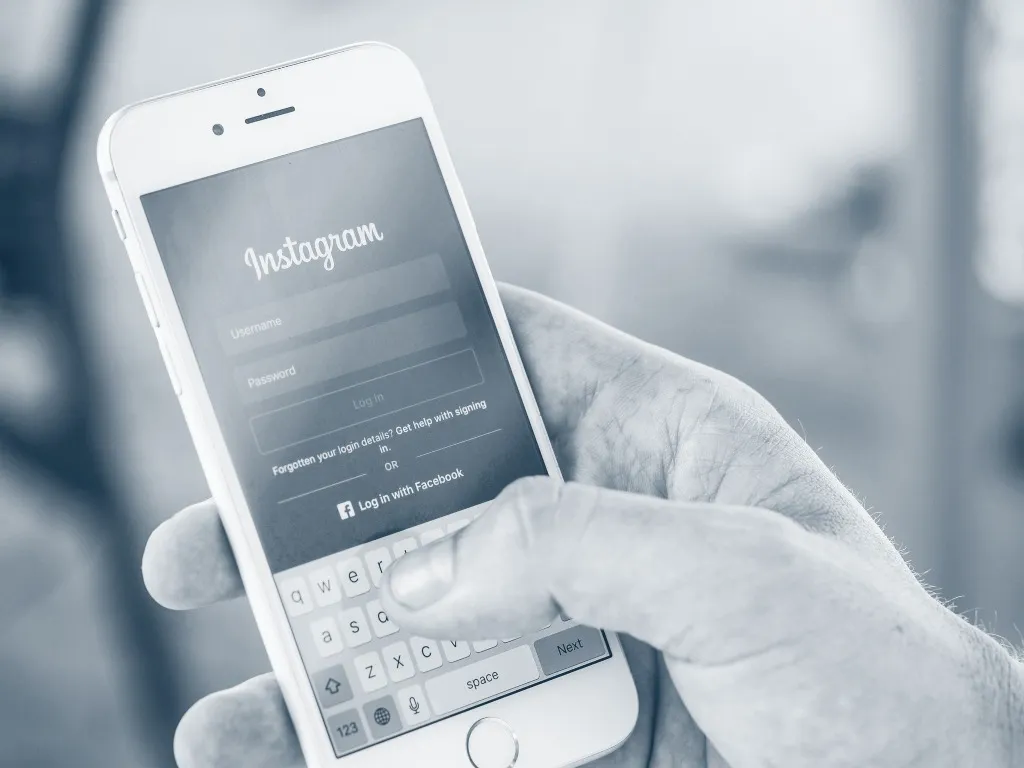 Instagram
Username
Password
Log in
Forgotten your login details? Get help with signing
in.
OR
f Log in with Facebook
q w e r t
a s d
z x c v
123 space Next